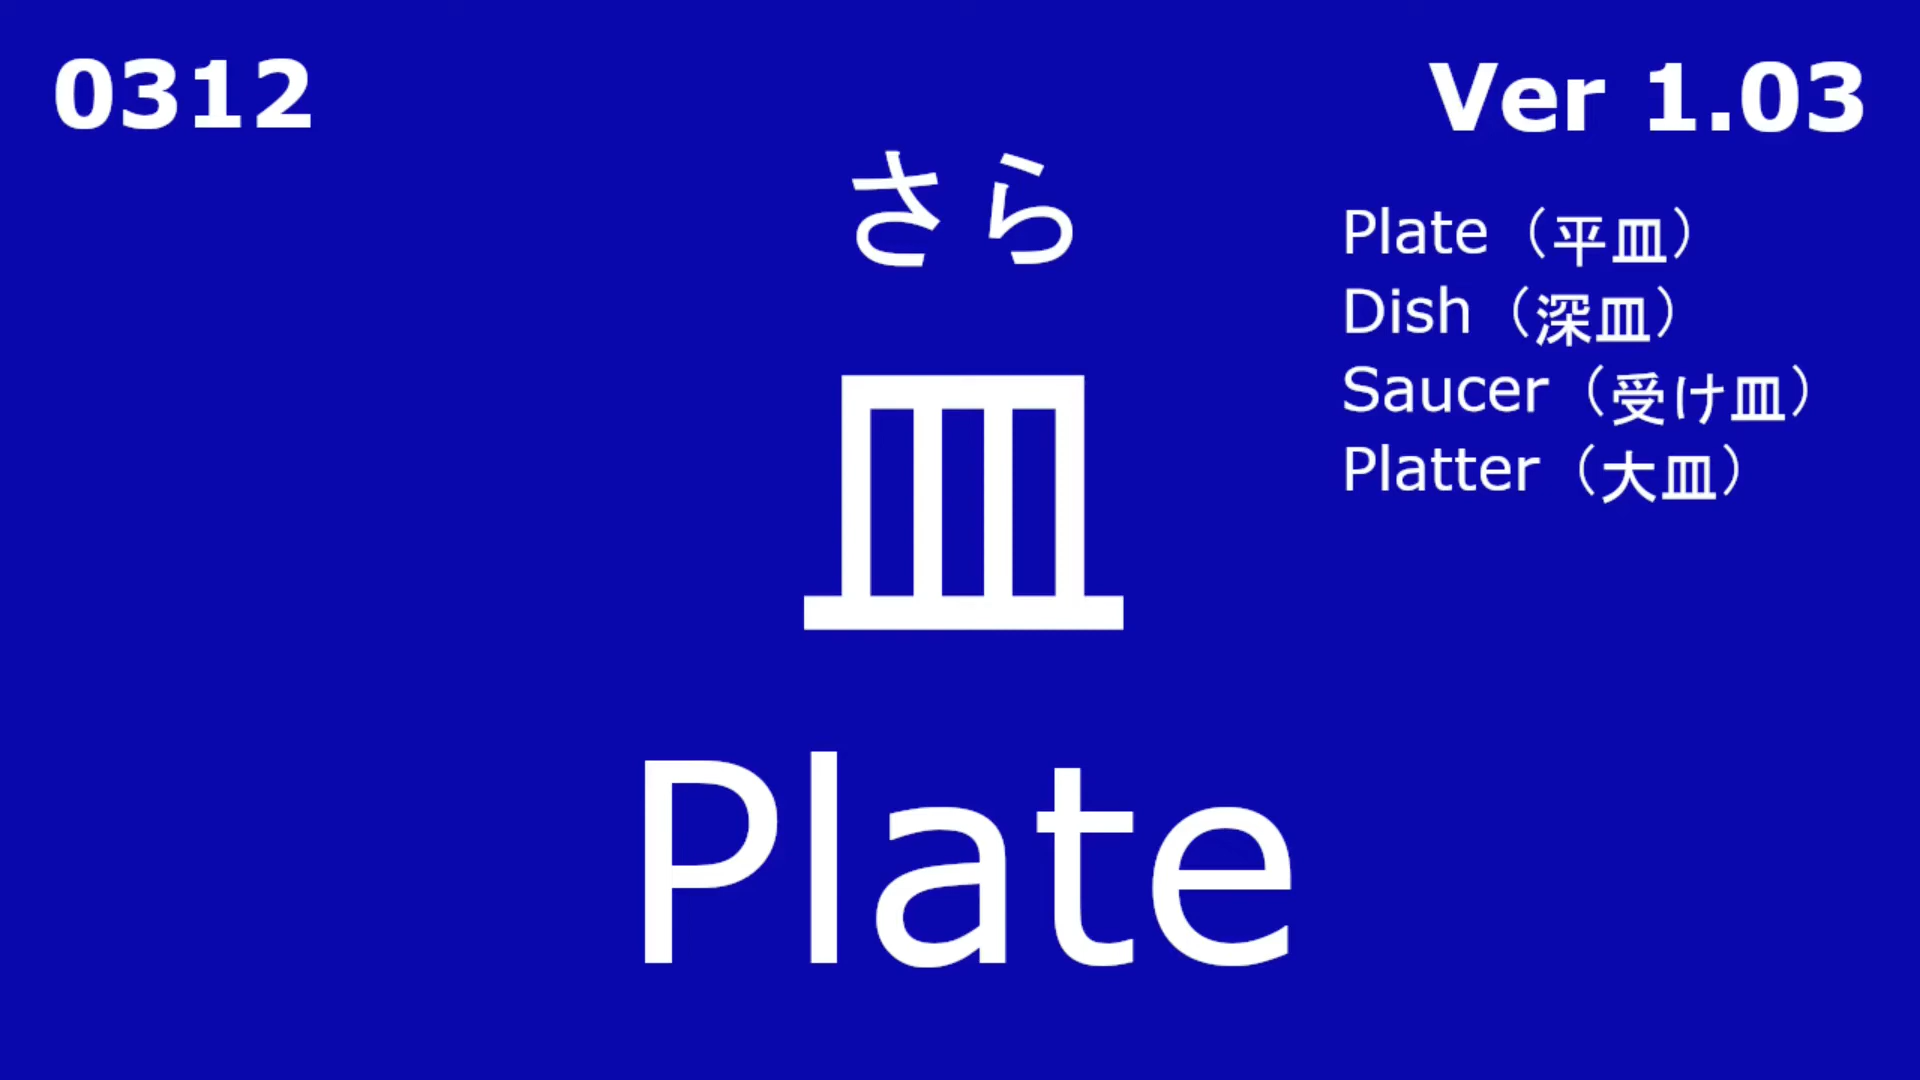 0312
Ver 1.03
さら
皿
Plate
Plate（平皿）
Dish（深皿）
Saucer（受け皿）
Platter（大皿）